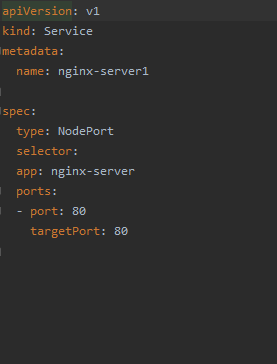 apiVersion: v1
kind: Service
metadata:
  name: nginx-server1
spec:
  type: NodePort
  selector:
  app: nginx-server
  ports:
  - port: 80
    targetPort: 80